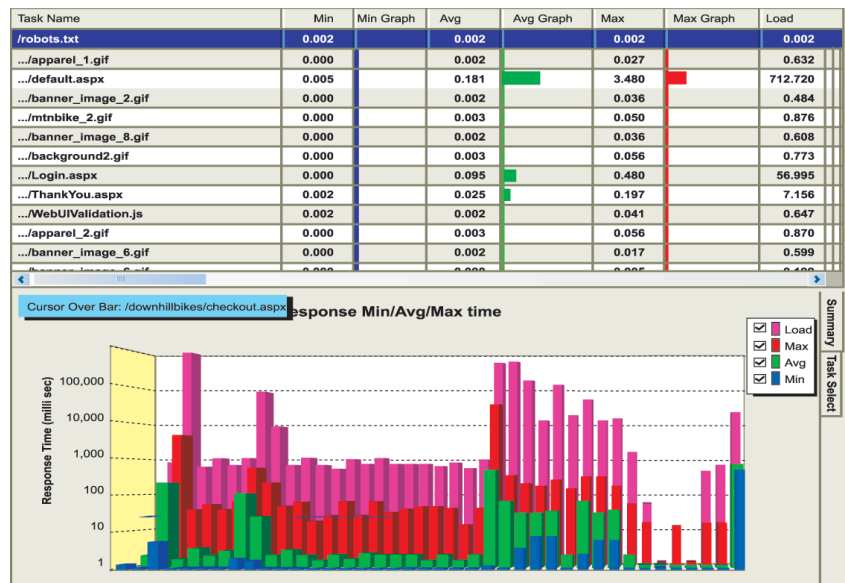 Task Name Min Min Graph Avg Avg Graph Max Max Graph Load
/robots.txt 0.002 0.002 0.002 0.002
.../apparel_1.gif 0.000 0.002 0.027 0.632
.../default.aspx 0.005 0.181 3.480 712.720
.../banner_image_2.gif 0.000 0.002 0.036 0.484
.../mtnbike_2.gif 0.000 0.003 0.050 0.876
.../banner_image_8.gif 0.000 0.002 0.036 0.608
.../background2.gif 0.000 0.003 0.056 0.773
.../Login.aspx 0.000 0.095 0.480 56.995
.../ThankYou.aspx 0.002 0.025 0.197 7.156
.../WebUIValidation.js 0.002 0.002 0.041 0.647
.../apparel_2.gif 0.000 0.003 0.056 0.870
.../banner_image_6.gif 0.000 0.002 0.017 0.599
Cursor Over Bar: /downhillbikes/checkout.aspx
esponse Min/Avg/Max time
Load
Max
Avg
Min
Summary
Task Select
Response Time (milli sec)
100,000
10,000
1,000
100
10
1